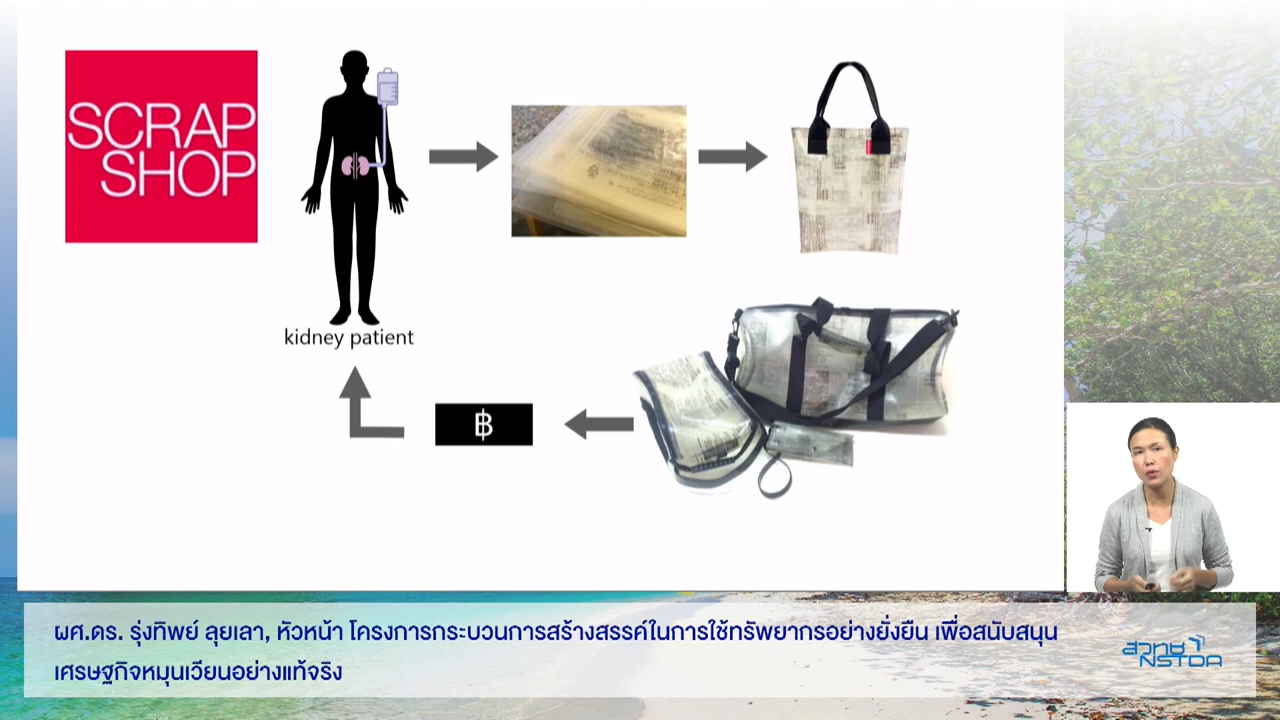 SCRAP
SHOP
kidney patient
฿
ผศ.ดร. รุ่งทิพย์ ลุยเลา, หัวหน้า โครงการกระบวนการสร้างสรรค์ในการใช้ทรัพยากรอย่างยั่งยืน เพื่อสนับสนุน
เศรษฐกิจหมุนเวียนอย่างแท้จริง
สวทช
NSTDA